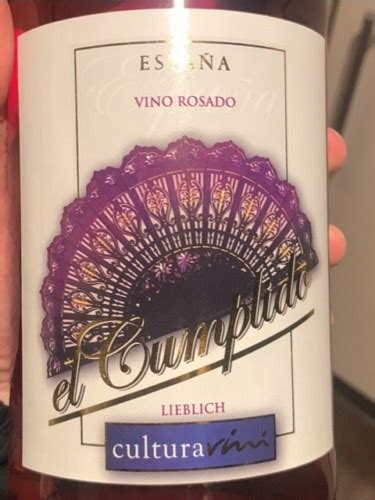 ESPAÑA
VINO ROSADO
el Cumplido
LIEBLICH
culturavini